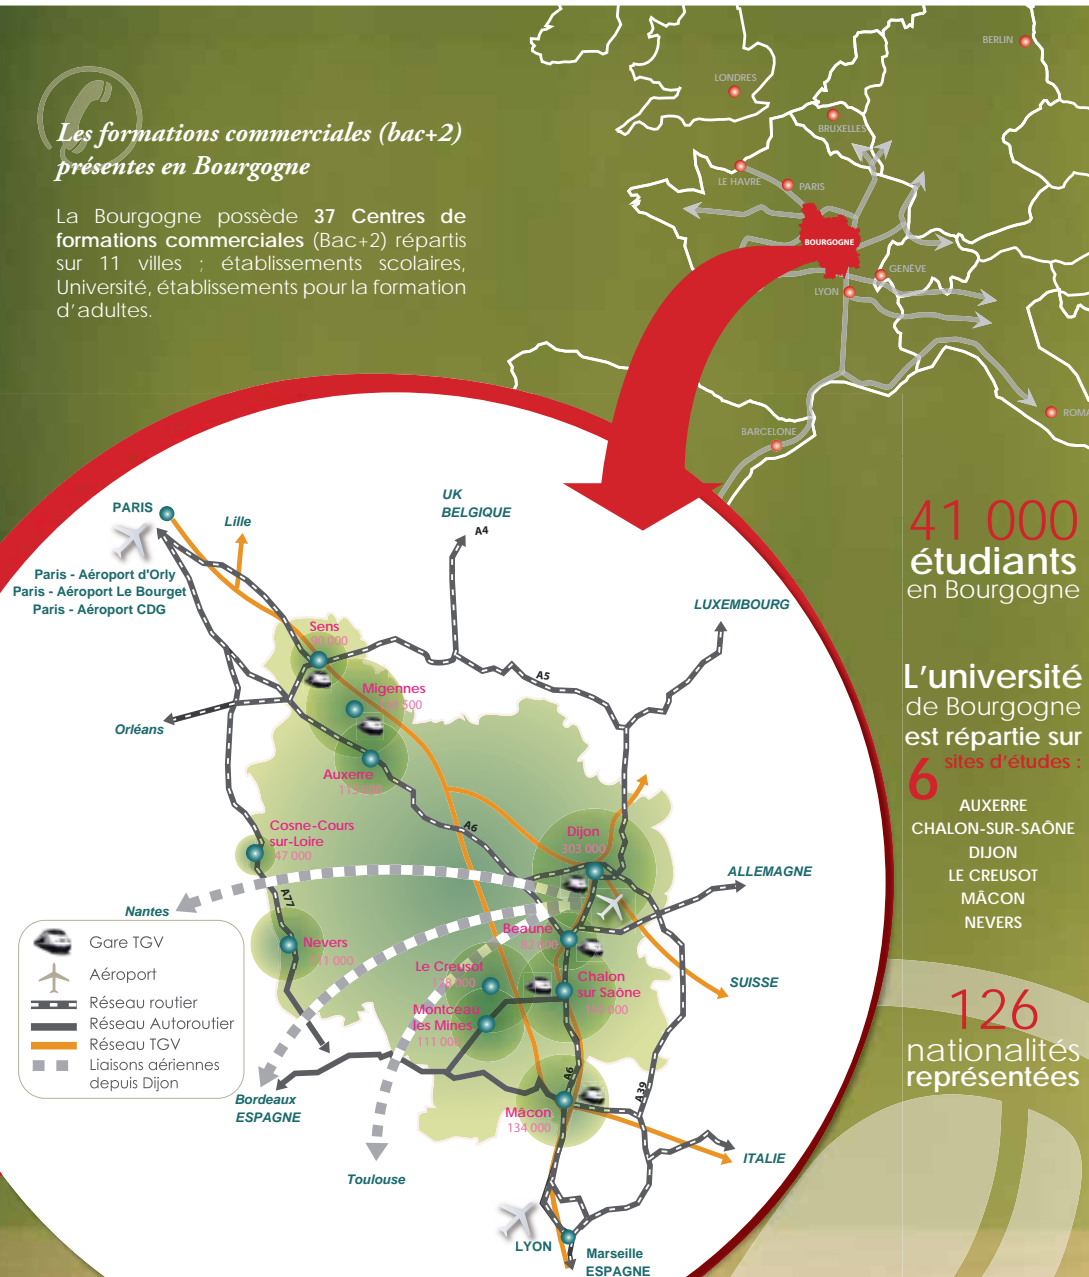 BERLIN
LONDRES
BRUXELLES
LE HAVRE
PARIS
BOURGOGNE
GENÈVE
LYON
ROMA
BARCELONE
Les formations commerciales (bac+2)
présentes en Bourgogne
La Bourgogne possède 37 Centres de
formations commerciales (Bac+2) répartis
sur 11 villes ; établissements scolaires,
Université, établissements pour la formation
d'adultes.
41 000
étudiants
en Bourgogne
L'université
de Bourgogne
est répartie sur
6 sites d'études :
AUXERRE
CHALON-SUR-SAÔNE
DIJON
LE CREUSOT
MÂCON
NEVERS
126
nationalités
représentées
PARIS
Lille
UK
BELGIQUE
A4
Paris - Aéroport d'Orly
Paris - Aéroport Le Bourget
Paris - Aéroport CDG
LUXEMBOURG
Sens
A5
Migennes
Orléans
Auxerre
Cosne-Cours
sur-Loire
47 000
A6
Dijon
303 000
ALLEMAGNE
A77
Nantes
Nevers
Beaune
82 000
Le Creusot
Chalon
sur Saône
SUISSE
Montceau
les Mines
111 000
A6
A39
Mâcon
134 000
Bordeaux
ESPAGNE
ITALIE
Toulouse
LYON
Marseille
ESPAGNE
Gare TGV
Aéroport
Réseau routier
Réseau Autoroutier
Réseau TGV
Liaisons aériennes
depuis Dijon